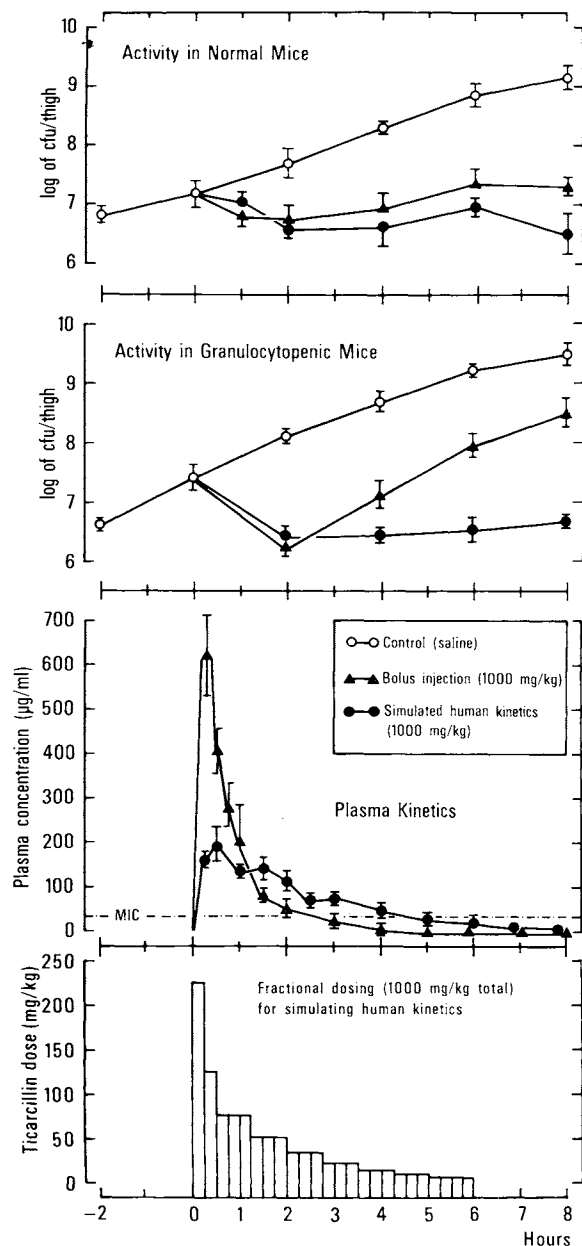 10
Activity in Normal Mice
9
8
7
6
log of cfu/thigh
10
Activity in Granulocytopenic Mice
9
8
7
6
log of cfu/thigh
700
600
500
400
300
200
100
0
Plasma concentration (µg/ml)
Control (saline)
Bolus injection (1000 mg/kg)
Simulated human kinetics
(1000 mg/kg)
Plasma Kinetics
MIC
250
200
150
100
50
0
Ticarcillin dose (mg/kg)
Fractional dosing (1000 mg/kg total)
for simulating human kinetics
-2 0 1 2 3 4 5 6 7 8
Hours